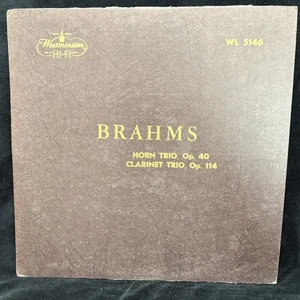 Westminster
HI-FI
WL 5146
BRAHMS
HORN TRIO, Op. 40
CLARINET TRIO, Op. 114